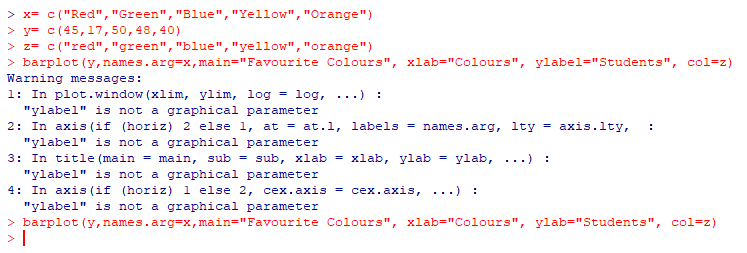 > x= c("Red","Green","Blue","Yellow","Orange")
> y= c(45,17,50,48,40)
> z= c("red","green","blue","yellow","orange")
> barplot(y,names.arg=x,main="Favourite Colours", xlab="Colours", ylabel="Students", col=z)
Warning messages:
1: In plot.window(xlim, ylim, log = log, ...) :
  "ylabel" is not a graphical parameter
2: In axis(if (horiz) 2 else 1, at = at.l, labels = names.arg, lty = axis.lty,  :
  "ylabel" is not a graphical parameter
3: In title(main = main, sub = sub, xlab = xlab, ylab = ylab, ...) :
  "ylabel" is not a graphical parameter
4: In axis(if (horiz) 1 else 2, cex.axis = cex.axis, ...) :
  "ylabel" is not a graphical parameter
> barplot(y,names.arg=x,main="Favourite Colours", xlab="Colours", ylab="Students", col=z)
>